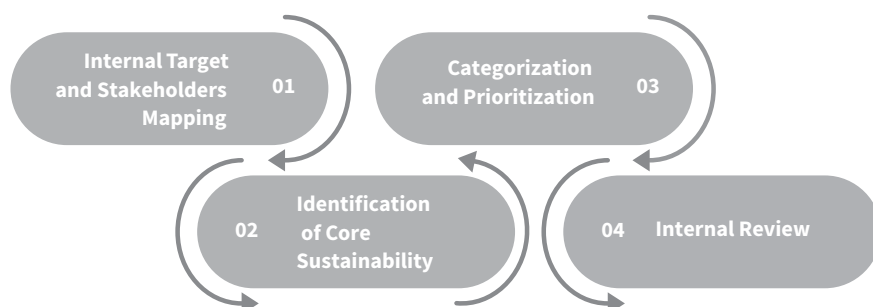 Internal Target
and Stakeholders
Mapping
01
02
Identification
of Core
Sustainability
Categorization
and Prioritization
03
04
Internal Review